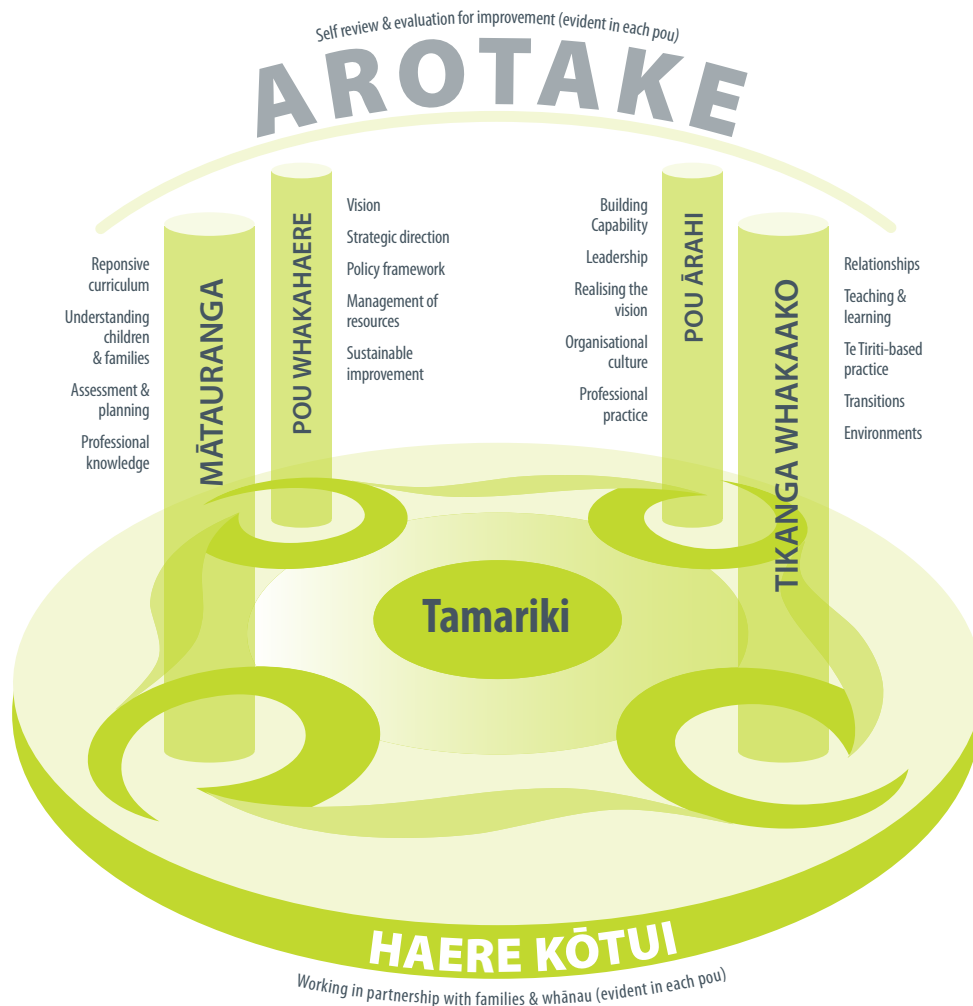 Self review & evaluation for improvement (evident in each pou)
AROTAKE
MĀTAURANGA
Reponsive
curriculum
Understanding
children
& families
Assessment &
planning
Professional
knowledge
POU WHAKAHAERE
Vision
Strategic direction
Policy framework
Management of
resources
Sustainable
improvement
POU ĀRAHI
Building
Capability
Leadership
Realising the
vision
Organisational
culture
Professional
practice
TIKANGA WHAKAAKO
Relationships
Teaching &
learning
Te Tiriti-based
practice
Transitions
Environments
Tamariki
HAERE KŌTUI
Working in partnership with families & whānau (evident in each pou)